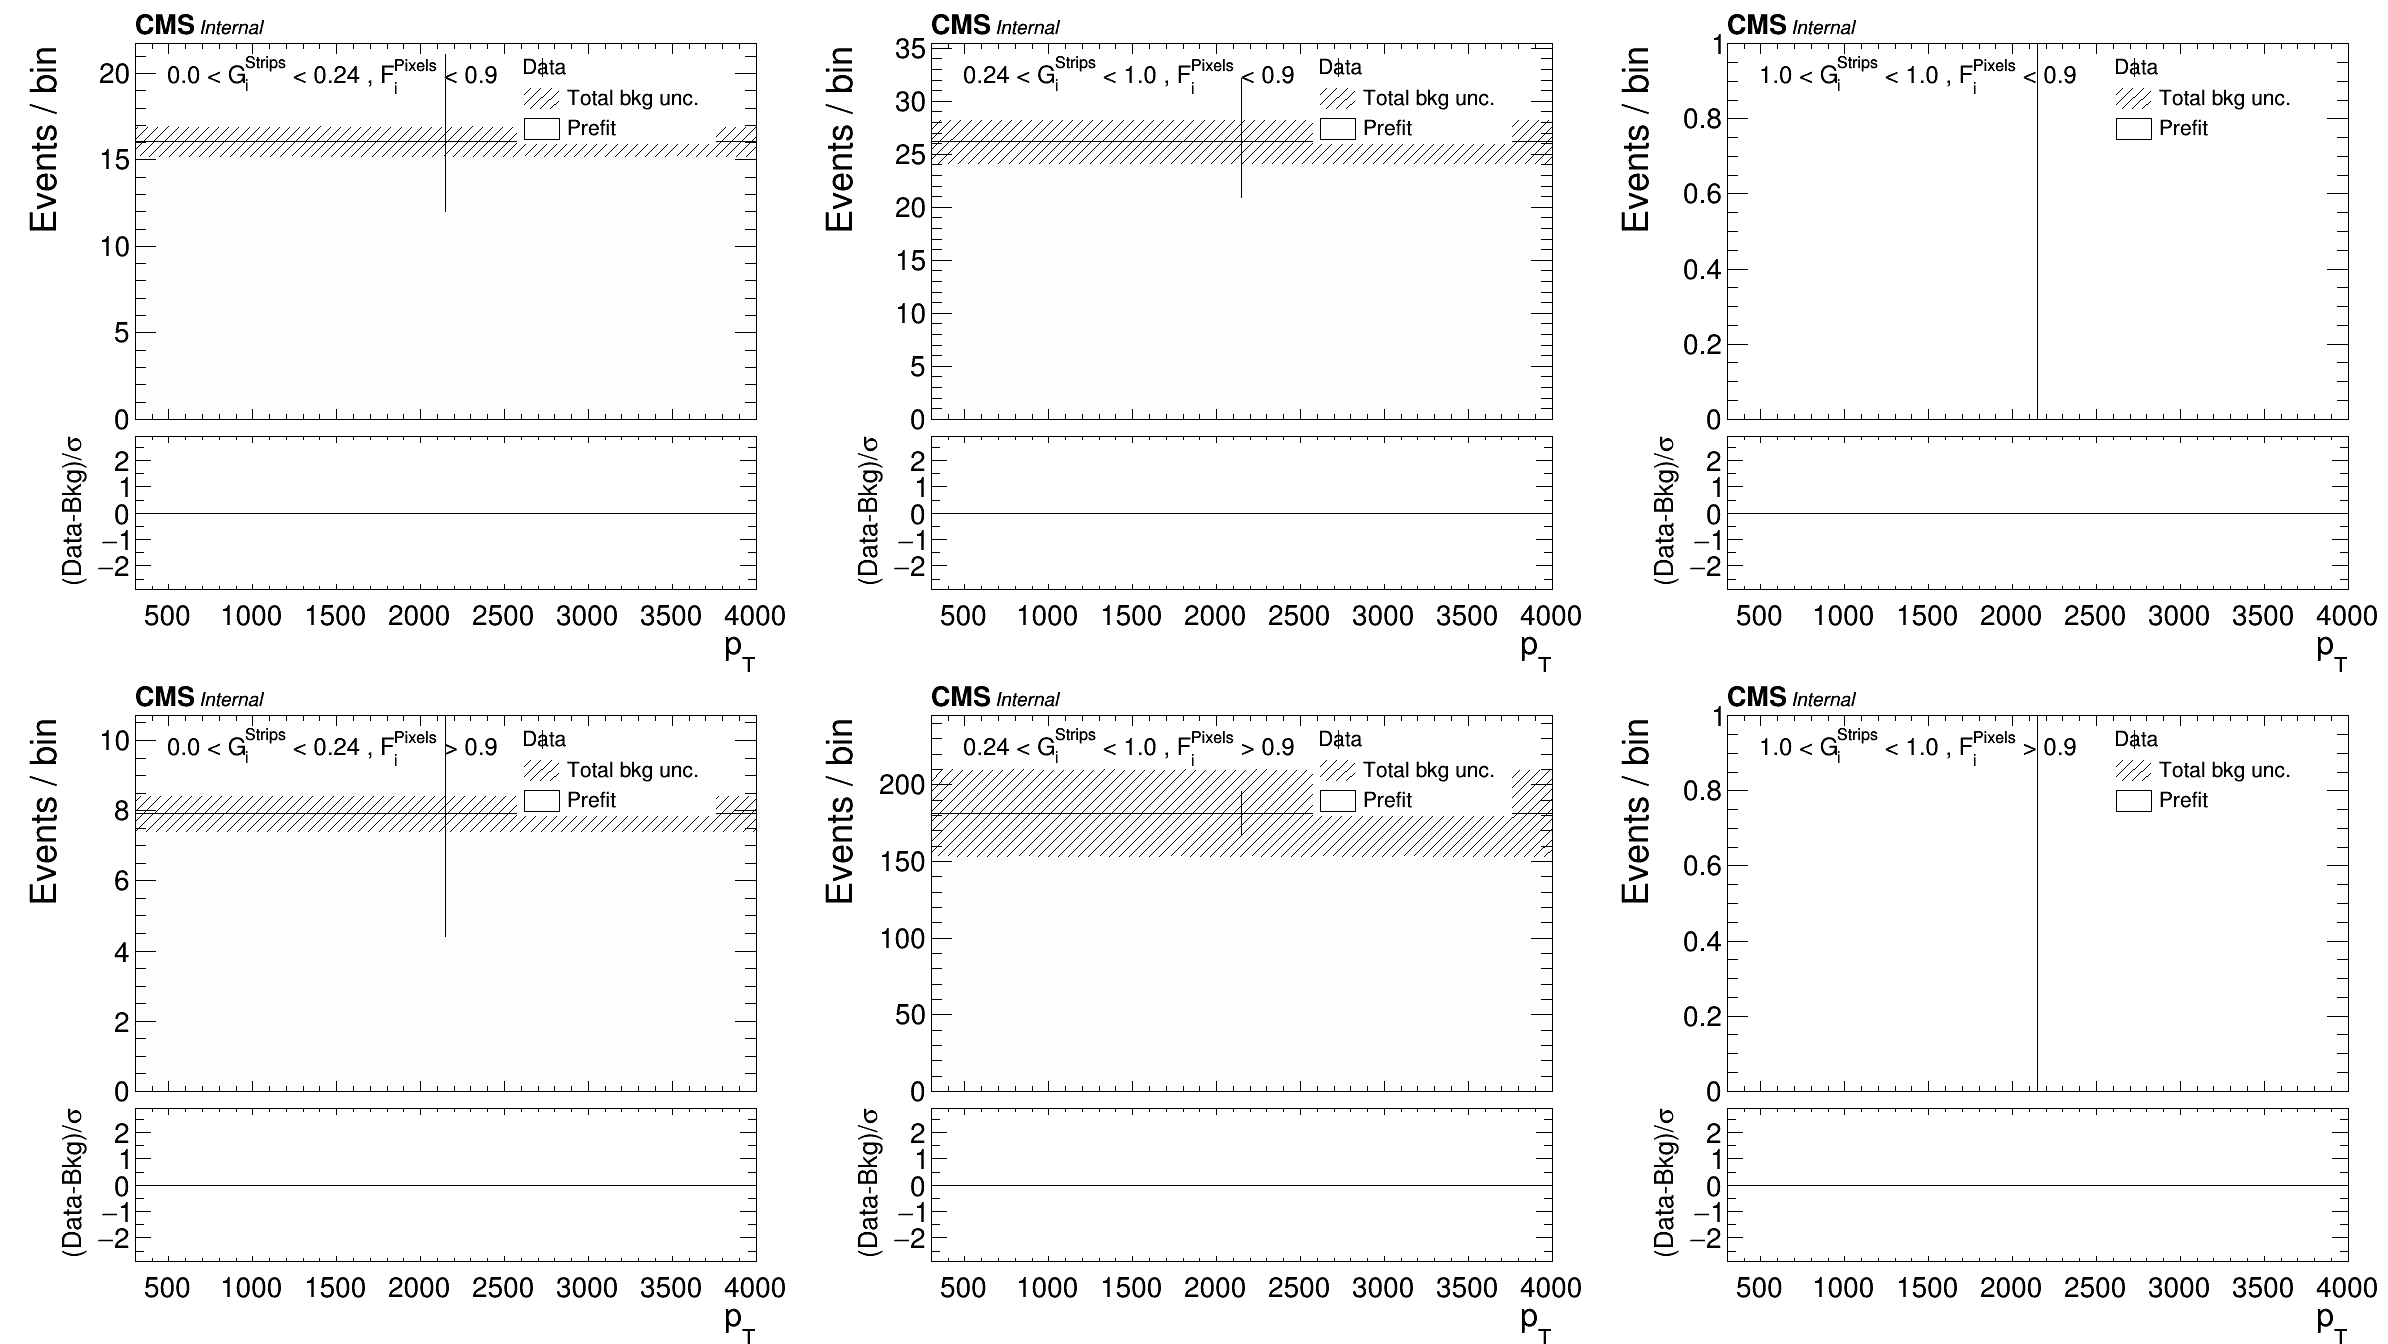 CMS Internal
Events / bin
0.0 < G_i^Strips < 0.24 , F_i^Pixels < 0.9
Data
Total bkg unc.
Prefit
20
15
10
5
0
(Data-Bkg)/σ
2
1
0
−1
−2
500 1000 1500 2000 2500 3000 3500 4000
p_T
CMS Internal
Events / bin
0.24 < G_i^Strips < 1.0 , F_i^Pixels < 0.9
Data
Total bkg unc.
Prefit
35
30
25
20
15
10
5
0
(Data-Bkg)/σ
2
1
0
−1
−2
500 1000 1500 2000 2500 3000 3500 4000
p_T
CMS Internal
Events / bin
1.0 < G_i^Strips < 1.0 , F_i^Pixels < 0.9
Data
Total bkg unc.
Prefit
1
0.8
0.6
0.4
0.2
0
(Data-Bkg)/σ
2
1
0
−1
−2
500 1000 1500 2000 2500 3000 3500 4000
p_T
CMS Internal
Events / bin
0.0 < G_i^Strips < 0.24 , F_i^Pixels > 0.9
Data
Total bkg unc.
Prefit
10
8
6
4
2
0
(Data-Bkg)/σ
2
1
0
−1
−2
500 1000 1500 2000 2500 3000 3500 4000
p_T
CMS Internal
Events / bin
0.24 < G_i^Strips < 1.0 , F_i^Pixels > 0.9
Data
Total bkg unc.
Prefit
200
150
100
50
0
(Data-Bkg)/σ
2
1
0
−1
−2
500 1000 1500 2000 2500 3000 3500 4000
p_T
CMS Internal
Events / bin
1.0 < G_i^Strips < 1.0 , F_i^Pixels > 0.9
Data
Total bkg unc.
Prefit
1
0.8
0.6
0.4
0.2
0
(Data-Bkg)/σ
2
1
0
−1
−2
500 1000 1500 2000 2500 3000 3500 4000
p_T